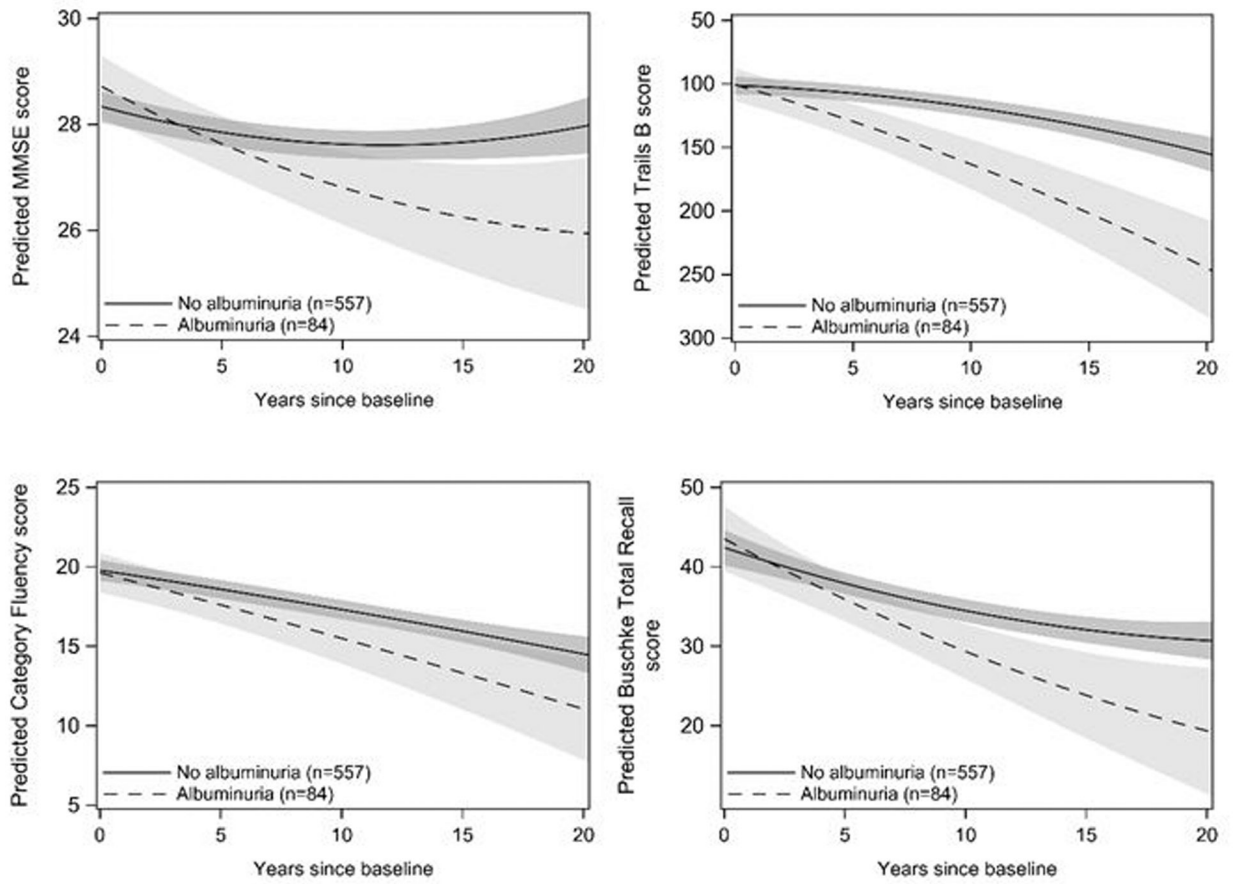 Predicted MMSE score
30
28
26
24
No albuminuria (n=557)
Albuminuria (n=84)
0 5 10 15 20
Years since baseline
Predicted Trails B score
50
100
150
200
250
300
No albuminuria (n=557)
Albuminuria (n=84)
0 5 10 15 20
Years since baseline
Predicted Category Fluency score
25
20
15
10
5
No albuminuria (n=557)
Albuminuria (n=84)
0 5 10 15 20
Years since baseline
Predicted Buschke Total Recall
score
50
40
30
20
No albuminuria (n=557)
Albuminuria (n=84)
0 5 10 15 20
Years since baseline